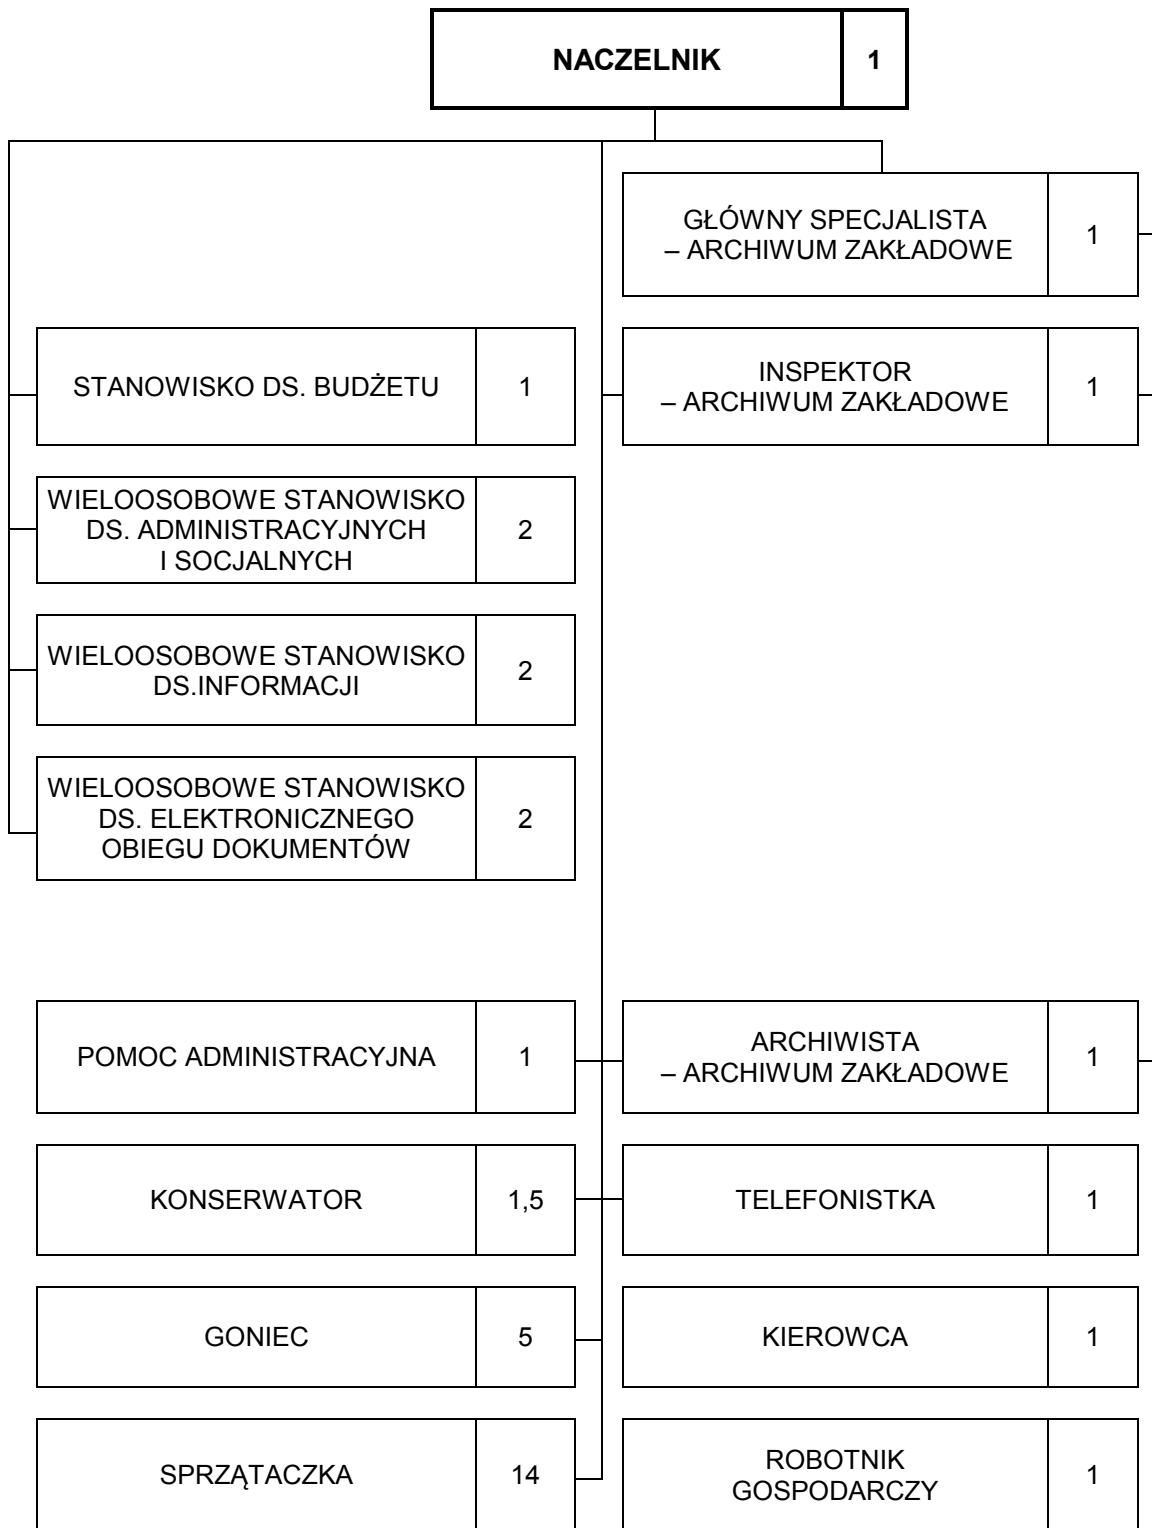 NACZELNIK 1
GŁÓWNY SPECJALISTA
– ARCHIWUM ZAKŁADOWE
1
STANOWISKO DS. BUDŻETU 1
INSPEKTOR
– ARCHIWUM ZAKŁADOWE
1
WIELOOSOBOWE STANOWISKO
DS. ADMINISTRACYJNYCH
I SOCJALNYCH
2
WIELOOSOBOWE STANOWISKO
DS.INFORMACJI
2
WIELOOSOBOWE STANOWISKO
DS. ELEKTRONICZNEGO
OBIEGU DOKUMENTÓW
2
POMOC ADMINISTRACYJNA 1
ARCHIWISTA
– ARCHIWUM ZAKŁADOWE
1
KONSERWATOR 1,5
TELEFONISTKA 1
GONIEC 5
KIEROWCA 1
SPRZĄTACZKA 14
ROBOTNIK
GOSPODARCZY
1